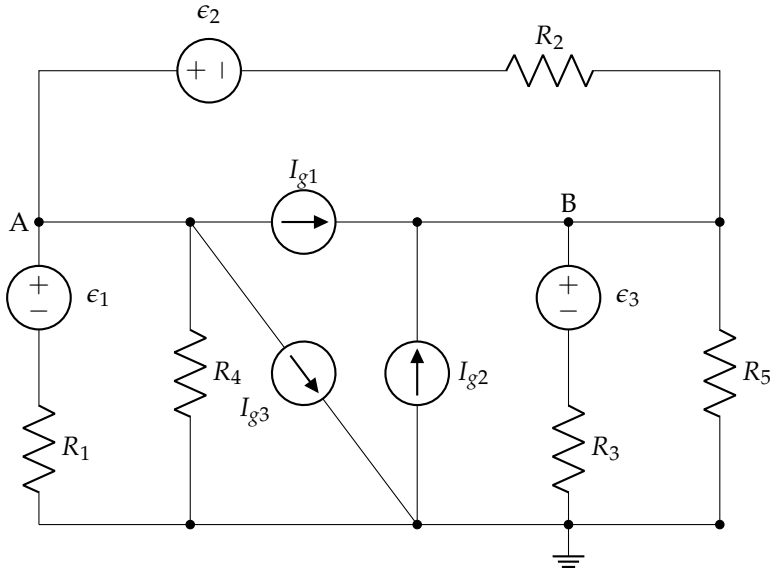 ϵ2
R2
+ −
Ig1
A
B
+
−
ϵ1
+
−
ϵ3
R4
Ig3
Ig2
R5
R1
R3